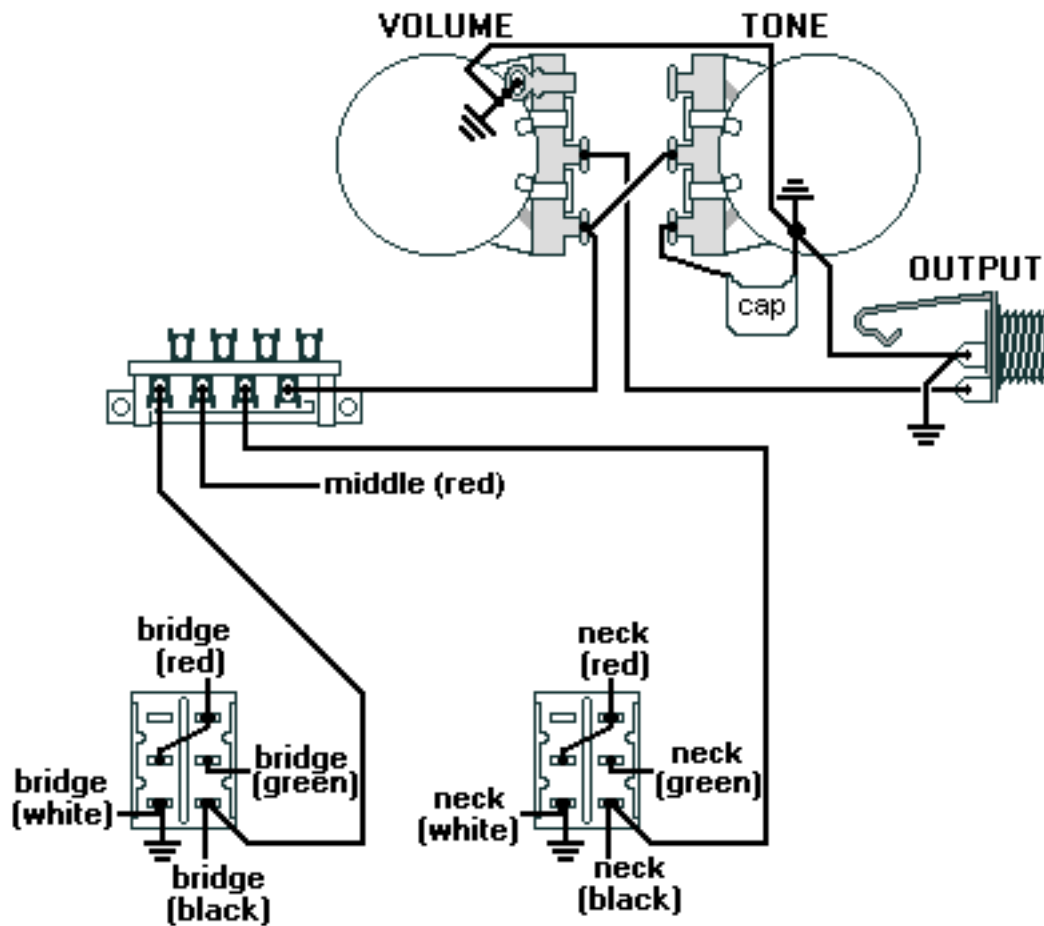 VOLUME
TONE
OUTPUT
cap
middle (red)
bridge
(red)
neck
(red)
bridge
(green)
neck
(green)
bridge
(white)
neck
(white)
bridge
(black)
neck
(black)